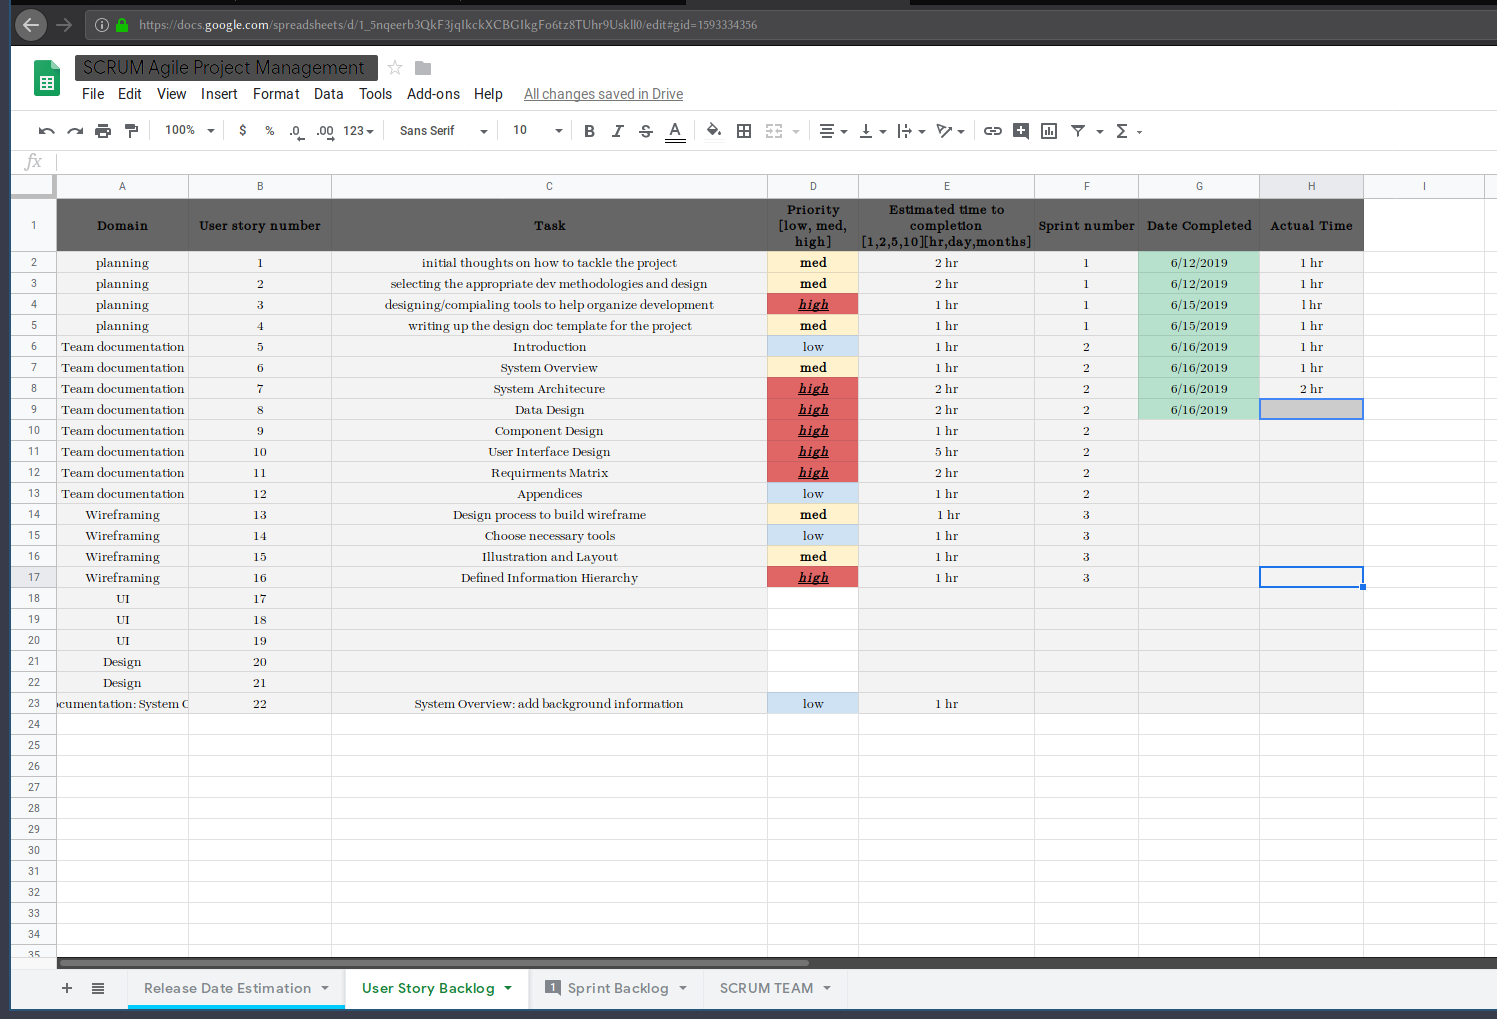 https://docs.google.com/spreadsheets/d/1_5nqeerb3QkF3jqIkckXCBGIkgFo6tz8TUhr9Uskll0/edit#gid=1593334356
SCRUM Agile Project Management
File Edit View Insert Format Data Tools Add-ons Help All changes saved in Drive
100% $ % .0 .00 123 Sans Serif 10 B I S A
fx
A B C D E F G H I
1 Domain User story number Task Priority [low, med, high] Estimated time to completion [1,2,5,10][hr,day,months] Sprint number Date Completed Actual Time
2 planning 1 initial thoughts on how to tackle the project med 2 hr 1 6/12/2019 1 hr
3 planning 2 selecting the appropriate dev methodologies and design med 2 hr 1 6/12/2019 1 hr
4 planning 3 designing/compialing tools to help organize development high 1 hr 1 6/15/2019 l hr
5 planning 4 writing up the design doc template for the project med 1 hr 1 6/15/2019 1 hr
6 Team documentation 5 Introduction low 1 hr 2 6/16/2019 1 hr
7 Team documentation 6 System Overview med 1 hr 2 6/16/2019 1 hr
8 Team documentation 7 System Architecure high 2 hr 2 6/16/2019 2 hr
9 Team documentation 8 Data Design high 2 hr 2 6/16/2019
10 Team documentation 9 Component Design high 1 hr 2
11 Team documentation 10 User Interface Design high 5 hr 2
12 Team documentation 11 Requirments Matrix high 2 hr 2
13 Team documentation 12 Appendices low 1 hr 2
14 Wireframing 13 Design process to build wireframe med 1 hr 3
15 Wireframing 14 Choose necessary tools low 1 hr 3
16 Wireframing 15 Illustration and Layout med 1 hr 3
17 Wireframing 16 Defined Information Hierarchy high 1 hr 3
18 UI 17
19 UI 18
20 UI 19
21 Design 20
22 Design 21
23 ocumentation: System O 22 System Overview: add background information low 1 hr
24
25
26
27
28
29
30
31
32
33
34
35
Release Date Estimation User Story Backlog 1 Sprint Backlog SCRUM TEAM